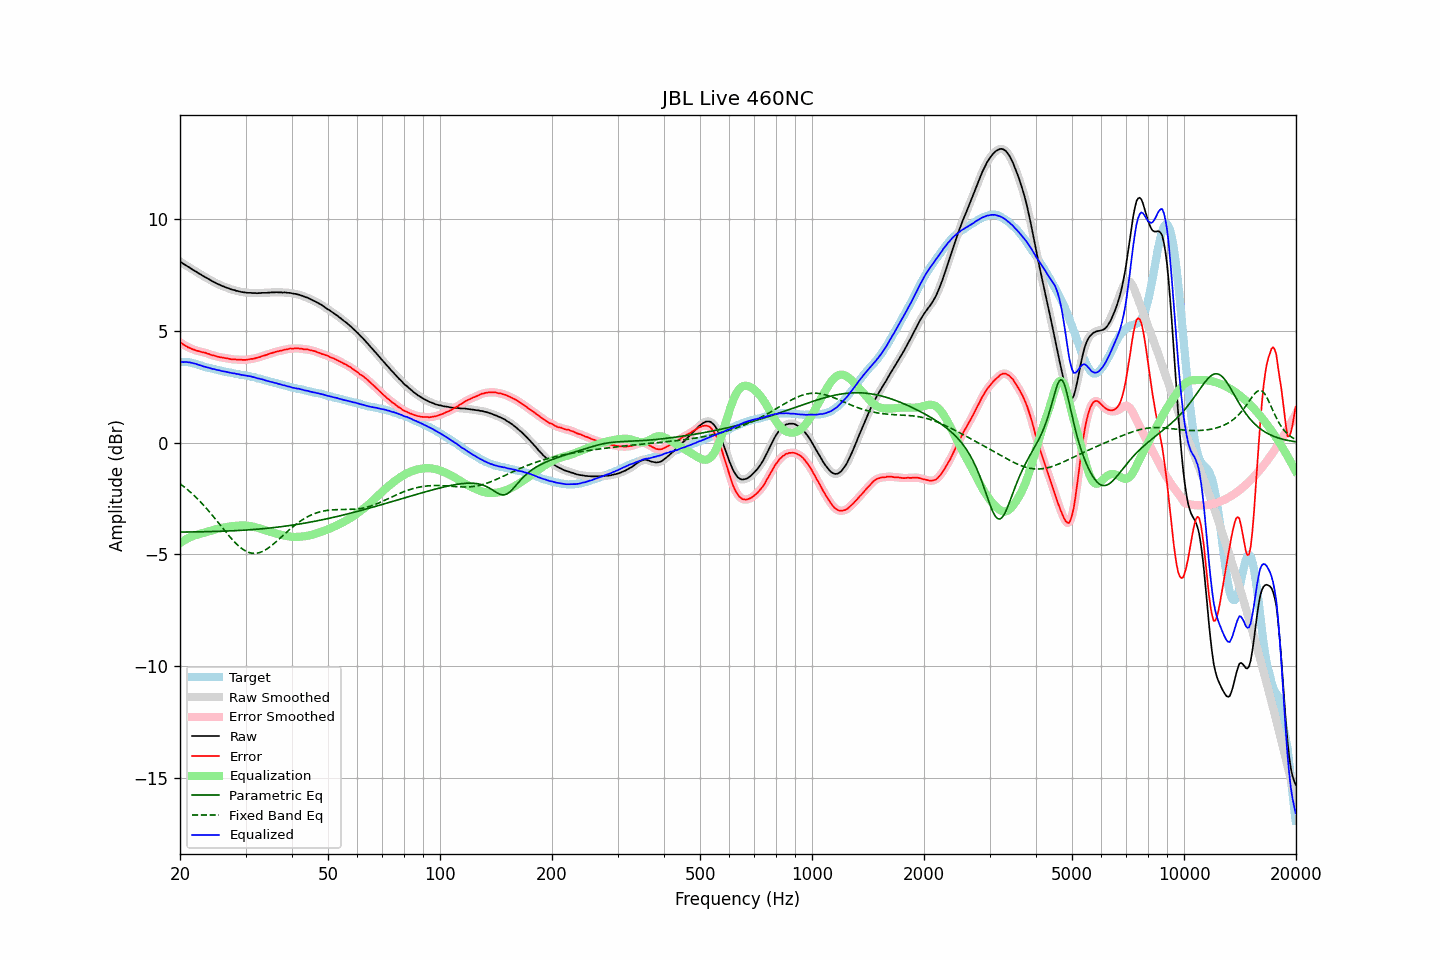 JBL Live 460NC
Amplitude (dBr)
10
5
0
−5
−10
−15
Target
Raw Smoothed
Error Smoothed
Raw
Error
Equalization
Parametric Eq
Fixed Band Eq
Equalized
20 50 100 200 500 1000 2000 5000 10000 20000
Frequency (Hz)